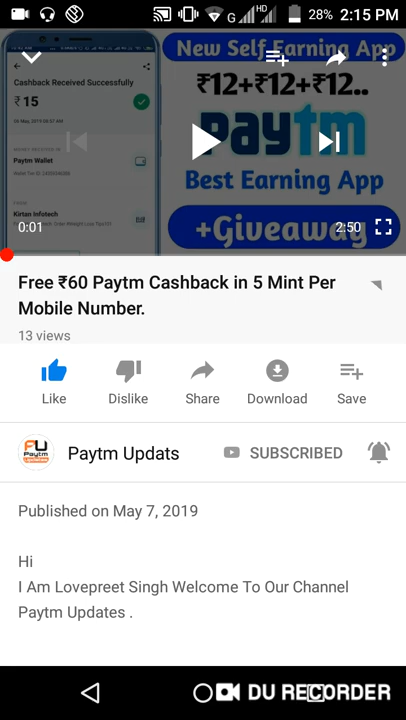 G HD 28% 2:15 PM
New Self Earning App
Cashback Received Successfully
₹ 15
₹12+₹12+₹12..
paytm
Paytm Wallet
Best Earning App
Kirtan Infotech
+Giveaway
0:01
2:50
Free ₹60 Paytm Cashback in 5 Mint Per
Mobile Number.
13 views
Like Dislike Share Download Save
Paytm Updats SUBSCRIBED
Published on May 7, 2019
Hi
I Am Lovepreet Singh Welcome To Our Channel
Paytm Updates .
DU RECORDER